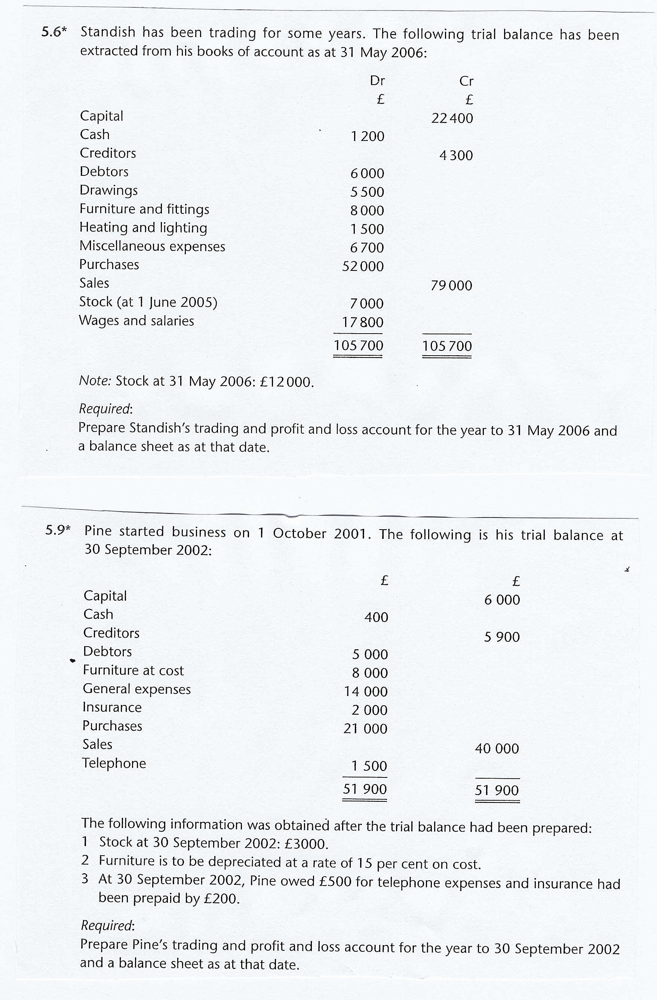 5.6* Standish has been trading for some years. The following trial balance has been
extracted from his books of account as at 31 May 2006:
Dr Cr
£ £
Capital 22 400
Cash 1 200
Creditors 4 300
Debtors 6 000
Drawings 5 500
Furniture and fittings 8 000
Heating and lighting 1 500
Miscellaneous expenses 6 700
Purchases 52 000
Sales 79 000
Stock (at 1 June 2005) 7 000
Wages and salaries 17 800
105 700 105 700
Note: Stock at 31 May 2006: £12 000.
Required:
Prepare Standish's trading and profit and loss account for the year to 31 May 2006 and
a balance sheet as at that date.
5.9* Pine started business on 1 October 2001. The following is his trial balance at
30 September 2002:
£ £
Capital 6 000
Cash 400
Creditors 5 900
Debtors 5 000
Furniture at cost 8 000
General expenses 14 000
Insurance 2 000
Purchases 21 000
Sales 40 000
Telephone 1 500
51 900 51 900
The following information was obtained after the trial balance had been prepared:
1 Stock at 30 September 2002: £3000.
2 Furniture is to be depreciated at a rate of 15 per cent on cost.
3 At 30 September 2002, Pine owed £500 for telephone expenses and insurance had
been prepaid by £200.
Required:
Prepare Pine's trading and profit and loss account for the year to 30 September 2002
and a balance sheet as at that date.